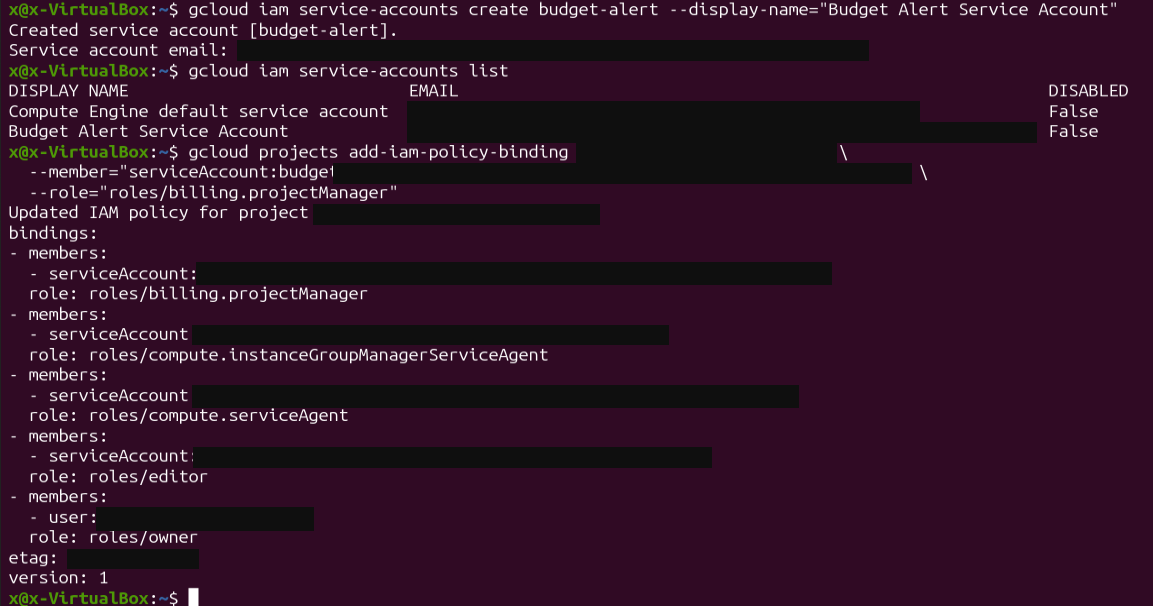 x@x-VirtualBox:~$ gcloud iam service-accounts create budget-alert --display-name="Budget Alert Service Account"
Created service account [budget-alert].
Service account email:
x@x-VirtualBox:~$ gcloud iam service-accounts list
DISPLAY NAME EMAIL DISABLED
Compute Engine default service account False
Budget Alert Service Account False
x@x-VirtualBox:~$ gcloud projects add-iam-policy-binding \
--member="serviceAccount:budget \
--role="roles/billing.projectManager"
Updated IAM policy for project
bindings:
- members:
- serviceAccount:
role: roles/billing.projectManager
- members:
- serviceAccount
role: roles/compute.instanceGroupManagerServiceAgent
- members:
- serviceAccount
role: roles/compute.serviceAgent
- members:
- serviceAccount:
role: roles/editor
- members:
- user:
role: roles/owner
etag:
version: 1
x@x-VirtualBox:~$